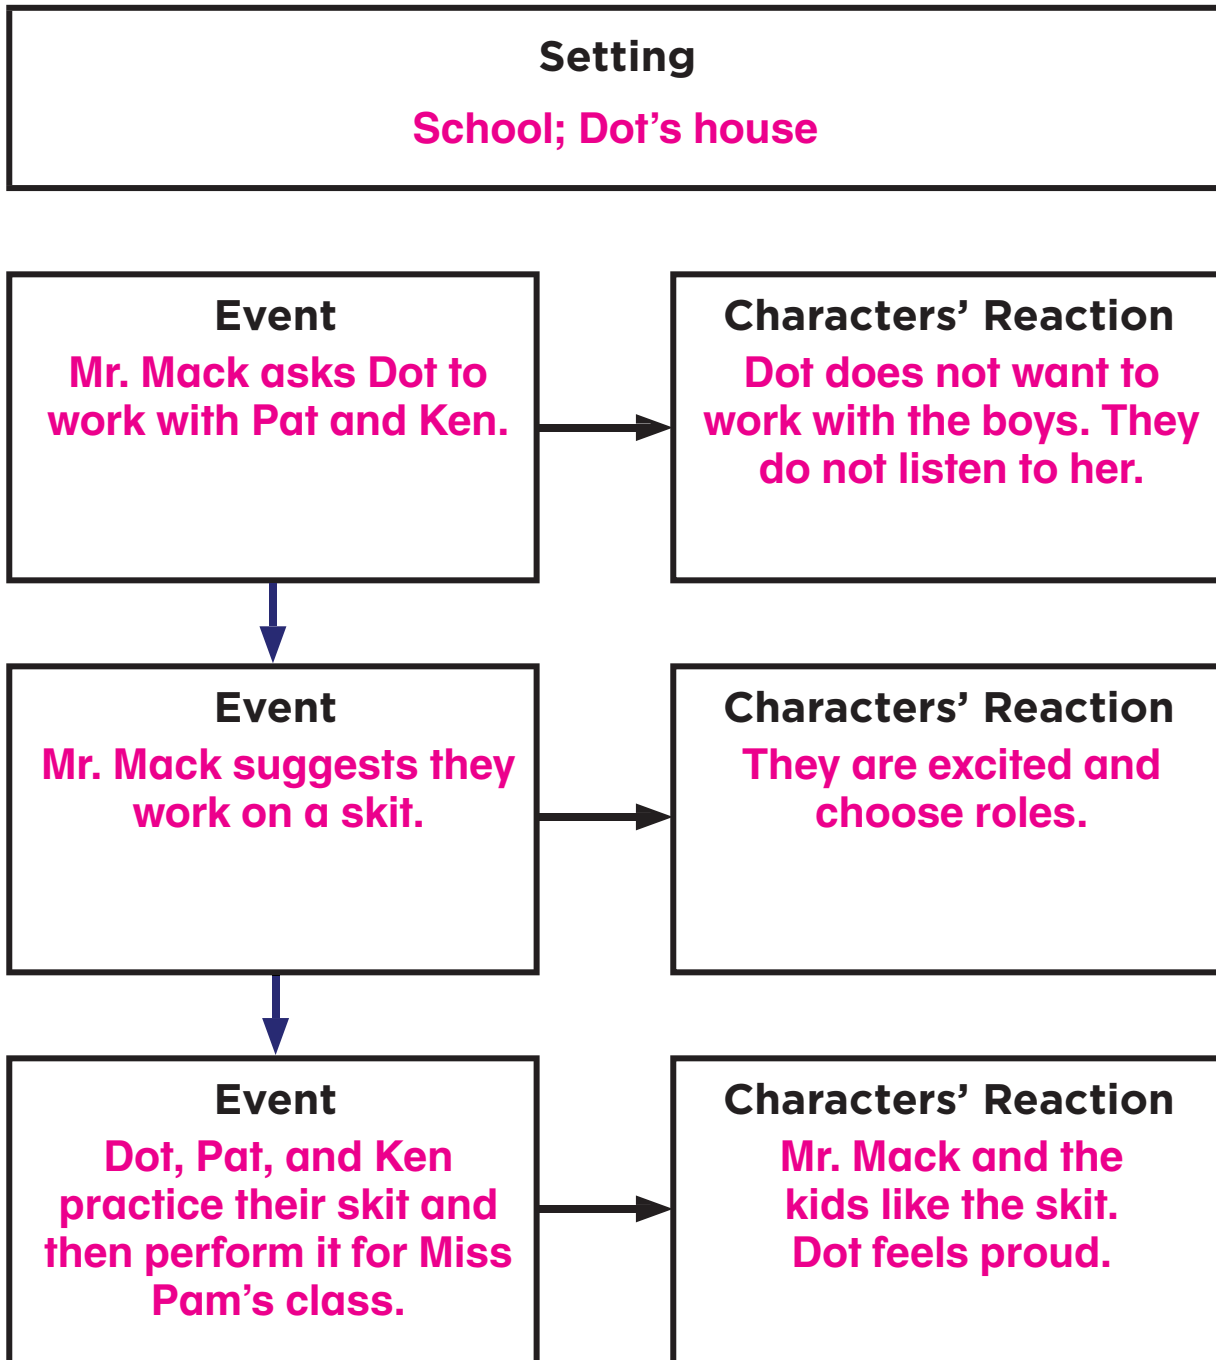 Setting
School; Dot's house
Event
Mr. Mack asks Dot to
work with Pat and Ken.
Characters' Reaction
Dot does not want to
work with the boys. They
do not listen to her.
Event
Mr. Mack suggests they
work on a skit.
Characters' Reaction
They are excited and
choose roles.
Event
Dot, Pat, and Ken
practice their skit and
then perform it for Miss
Pam's class.
Characters' Reaction
Mr. Mack and the
kids like the skit.
Dot feels proud.